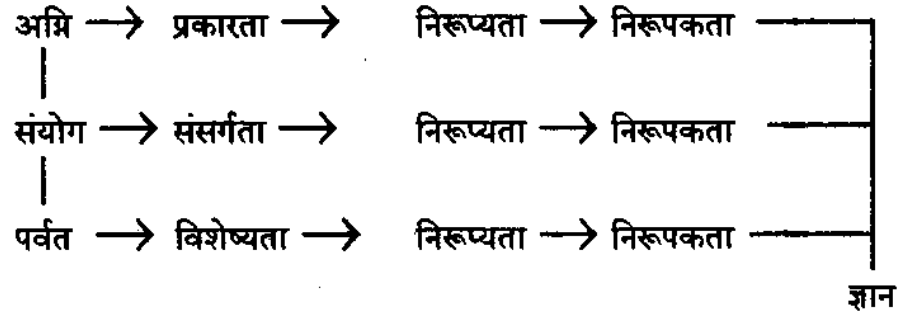 अग्नि → प्रकारता → निरूप्यता → निरूपकता
संयोग → संसर्गता → निरूप्यता → निरूपकता
पर्वत → विशेष्यता → निरूप्यता → निरूपकता
ज्ञान